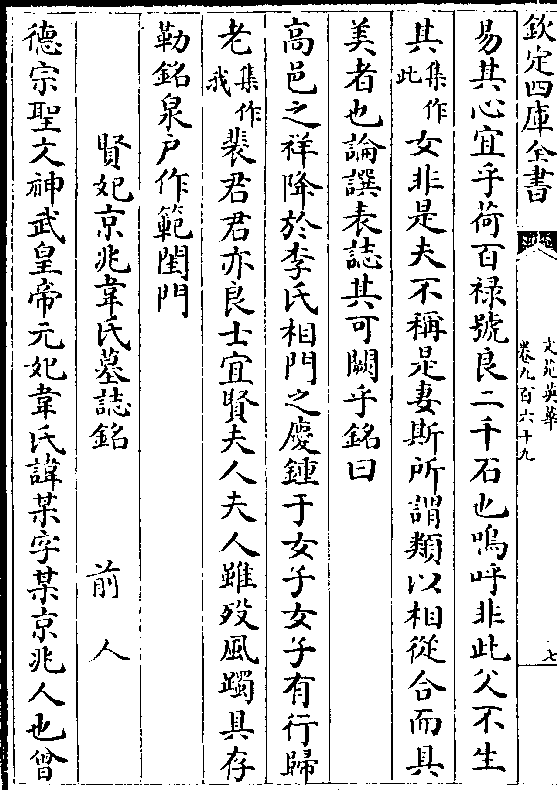 欽定四庫全書
文苑英華
卷九百六十九
七
易其心宜乎荷百禄號良二千石也嗚呼非此父不生
其集作此女非是夫不稱是妻斯所謂類以相從合而具
美者也論譔表誌其可闕乎銘曰
高邑之祥降於李氏相門之慶鍾于女子女子有行歸
老集作我裴君君亦良士宜賢夫人夫人雖歿風躅具存
勒銘泉户作範閨門
賢妃京兆韋氏墓誌銘 前人
德宗聖文神武皇帝元妃韋氏諱某字某京兆人也曾